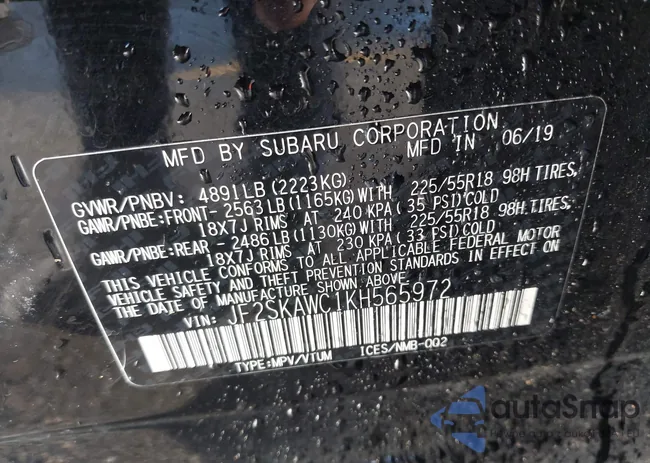 MFD BY SUBARU CORPORATION
MFD IN 06/19
GVWR/PNBV: 4891LB (2223KG)
GAWR/PNBE:FRONT-2563LB(1165KG)WITH 225/55R18 98H TIRES,
18X7J RIMS AT 240 KPA (35 PSI)COLD
GAWR/PNBE:REAR -2486LB(1130KG)WITH 225/55R18 98H TIRES,
18X7J RIMS AT 230 KPA (33 PSI)COLD
THIS VEHICLE CONFORMS TO ALL APPLICABLE FEDERAL MOTOR
VEHICLE SAFETY AND THEFT PREVENTION STANDARDS IN EFFECT ON
THE DATE OF MANUFACTURE SHOWN ABOVE
VIN: JF2SKAWC1KH565972
TYPE:MPV/VTUM ICES/NMB-002
autoSnap